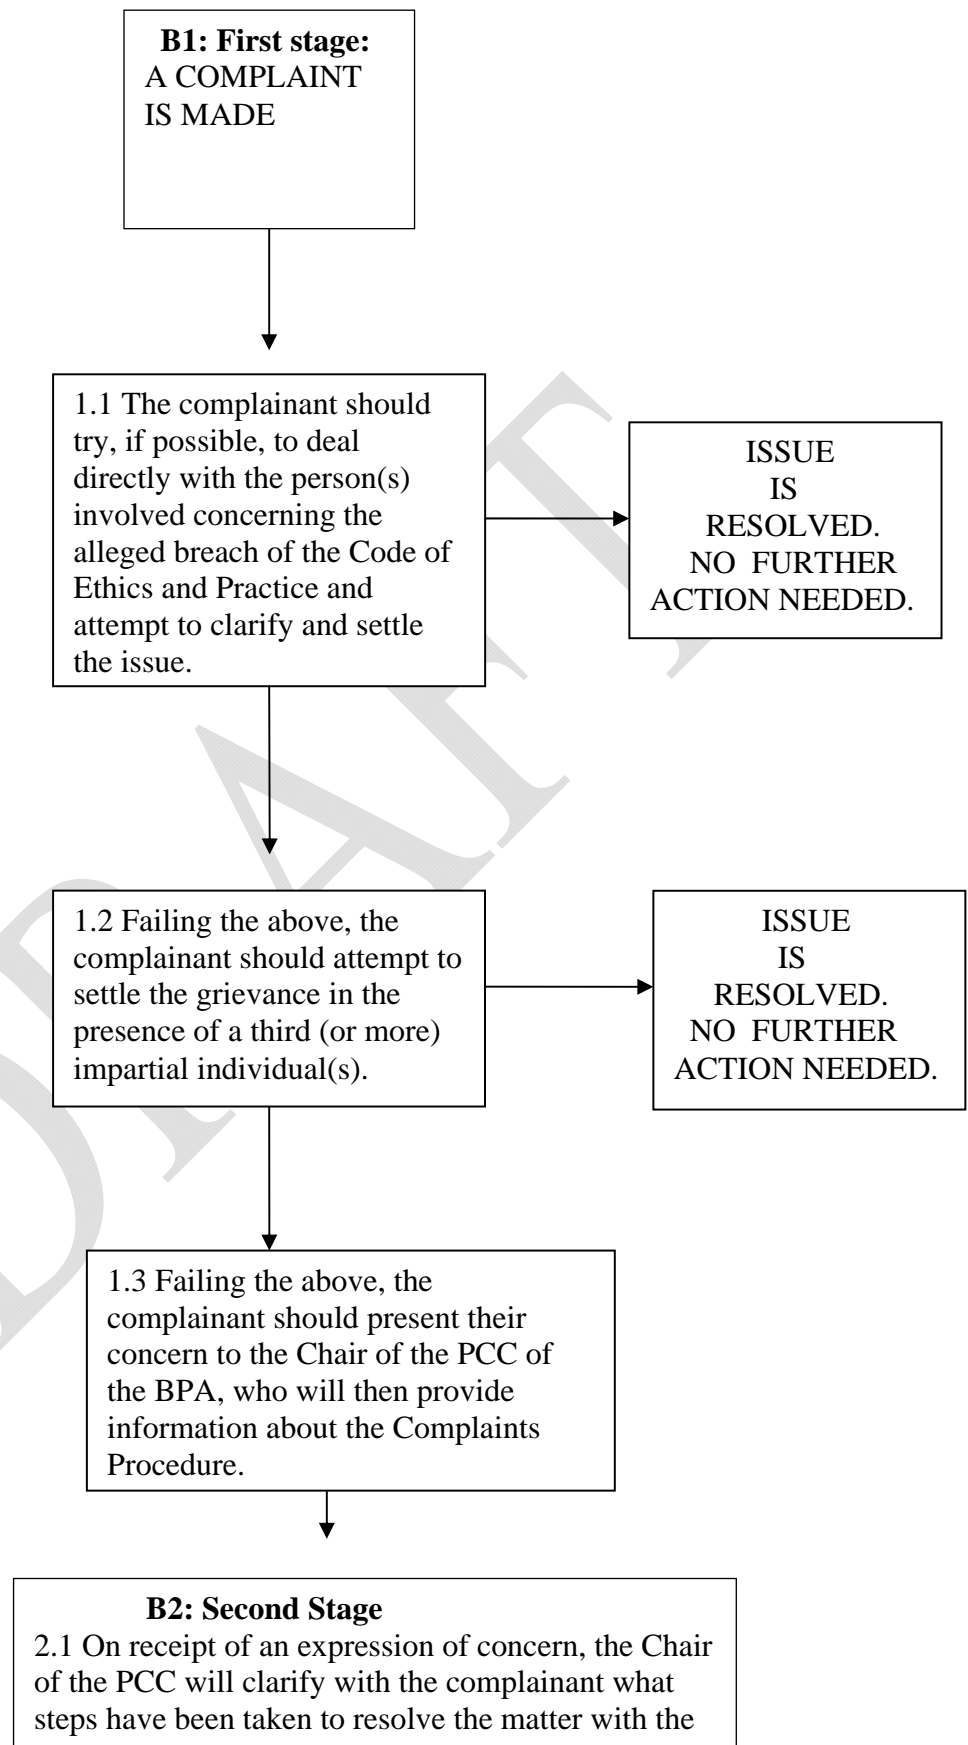 B1: First stage:
A COMPLAINT
IS MADE
1.1 The complainant should
try, if possible, to deal
directly with the person(s)
involved concerning the
alleged breach of the Code of
Ethics and Practice and
attempt to clarify and settle
the issue.
ISSUE
IS
RESOLVED.
NO FURTHER
ACTION NEEDED.
1.2 Failing the above, the
complainant should attempt to
settle the grievance in the
presence of a third (or more)
impartial individual(s).
ISSUE
IS
RESOLVED.
NO FURTHER
ACTION NEEDED.
1.3 Failing the above, the
complainant should present their
concern to the Chair of the PCC of
the BPA, who will then provide
information about the Complaints
Procedure.
B2: Second Stage
2.1 On receipt of an expression of concern, the Chair
of the PCC will clarify with the complainant what
steps have been taken to resolve the matter with the
DRAFT